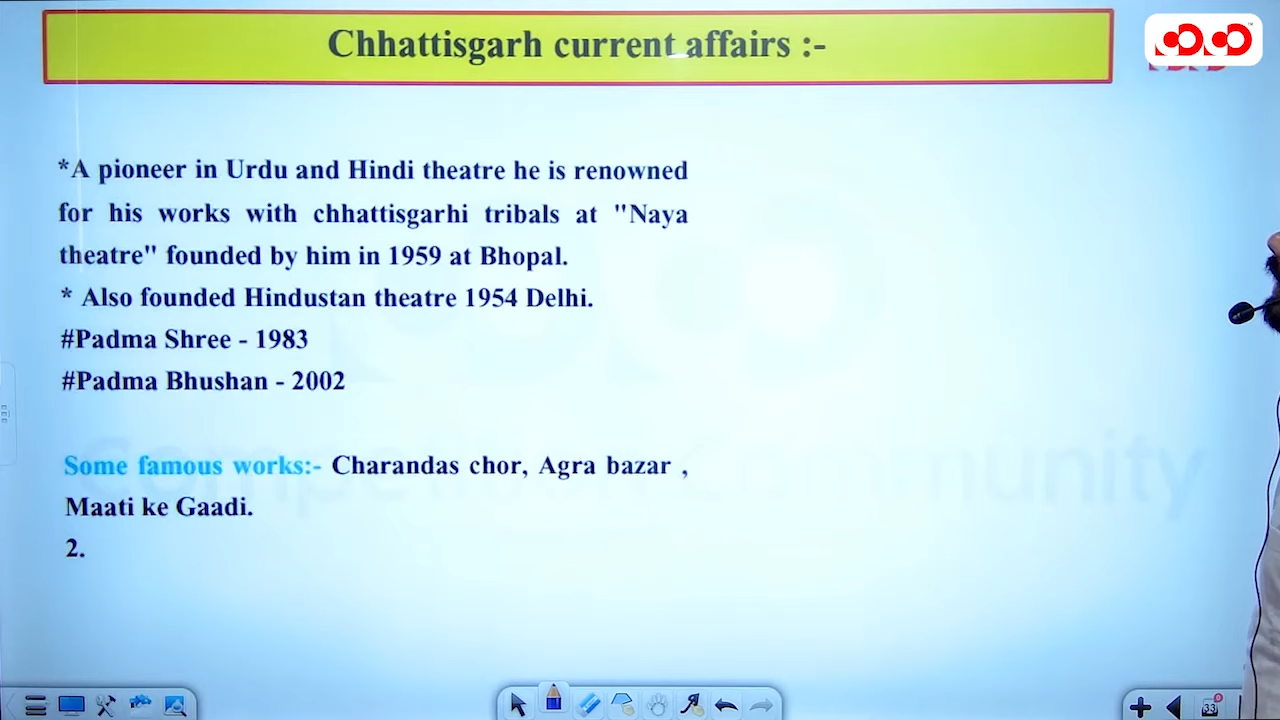 Chhattisgarh current affairs :-
*A pioneer in Urdu and Hindi theatre he is renowned
for his works with chhattisgarhi tribals at "Naya
theatre" founded by him in 1959 at Bhopal.
* Also founded Hindustan theatre 1954 Delhi.
#Padma Shree - 1983
#Padma Bhushan - 2002
Some famous works:- Charandas chor, Agra bazar ,
Maati ke Gaadi.
2.
33